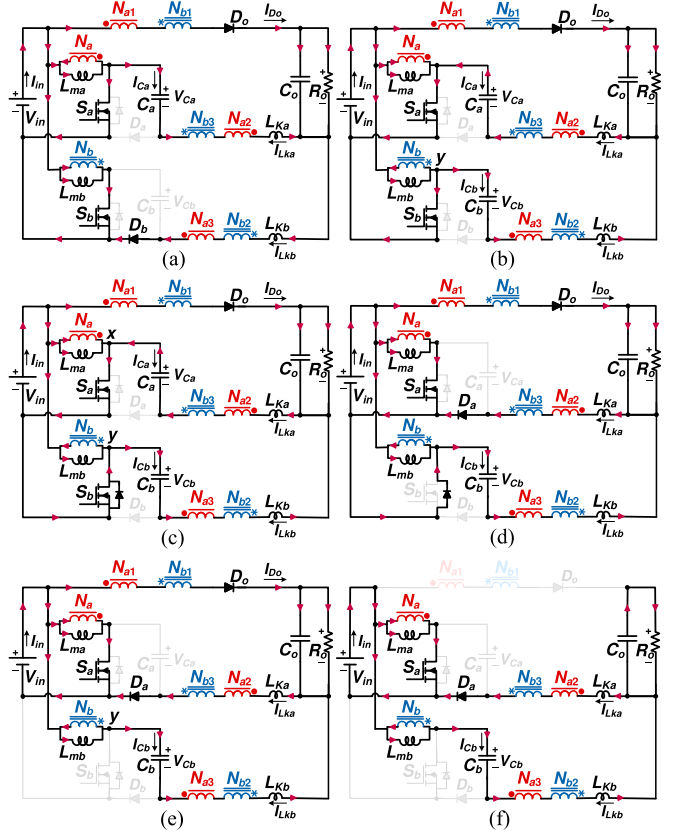 Na1 Nb1 Do IDo
Na
Lma
Iin
Vin
Sa
Da
ICa
Ca
VCa
Co
Ro
Nb3 Na2 LKa
ILka
Nb
Lmb
Sb
Cb
VCb
Db
Na3 Nb2 LKb
ILkb
(a)
Na1 Nb1 Do IDo
Na
Lma
Iin
Vin
Sa
Da
ICa
Ca
VCa
Co
Ro
Nb3 Na2 LKa
ILka
Nb
y
Lmb
Sb
ICb
Cb
VCb
Db
Na3 Nb2 LKb
ILkb
(b)
Na1 Nb1 Do IDo
Na
x
Lma
Iin
Vin
Sa
Da
ICa
Ca
VCa
Co
Ro
Nb3 Na2 LKa
ILka
Nb
y
Lmb
Sb
ICb
Cb
VCb
Db
Na3 Nb2 LKb
ILkb
(c)
Na1 Nb1 Do IDo
Na
Lma
Iin
Vin
Sa
Da
Ca
VCa
Co
Ro
Nb3 Na2 LKa
ILka
Nb
Lmb
Sb
ICb
Cb
VCb
Db
Na3 Nb2 LKb
ILkb
(d)
Na1 Nb1 Do IDo
Na
Lma
Iin
Vin
Sa
Da
Ca
VCa
Co
Ro
Nb3 Na2 LKa
ILka
Nb
y
Lmb
Sb
ICb
Cb
VCb
Db
Na3 Nb2 LKb
ILkb
(e)
Na1 Nb1 Do
Na
Lma
Iin
Vin
Sa
Da
Ca
VCa
Co
Ro
Nb3 Na2 LKa
ILka
Nb
Lmb
Sb
ICb
Cb
VCb
Db
Na3 Nb2 LKb
ILkb
(f)